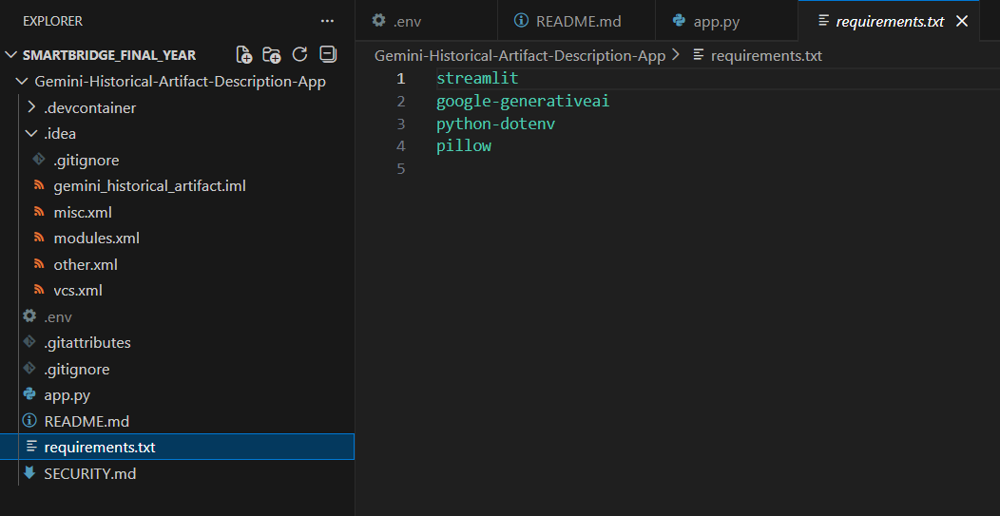 EXPLORER
SMARTBRIDGE_FINAL_YEAR
Gemini-Historical-Artifact-Description-App
.devcontainer
.idea
.gitignore
gemini_historical_artifact.iml
misc.xml
modules.xml
other.xml
vcs.xml
.env
.gitattributes
.gitignore
app.py
README.md
requirements.txt
SECURITY.md
.env
README.md
app.py
requirements.txt
Gemini-Historical-Artifact-Description-App > requirements.txt
1 streamlit
2 google-generativeai
3 python-dotenv
4 pillow
5